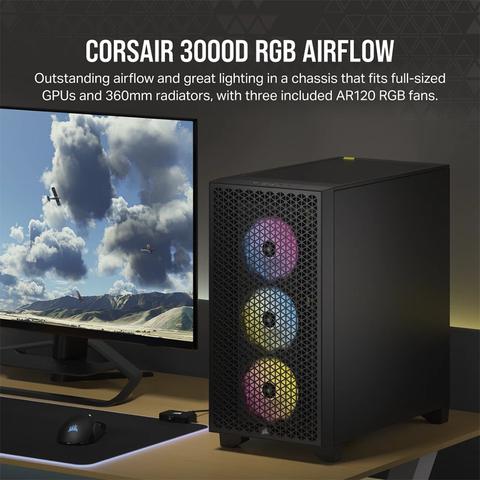 CORSAIR 3000D RGB AIRFLOW
Outstanding airflow and great lighting in a chassis that fits full-sized
GPUs and 360mm radiators, with three included AR120 RGB fans.